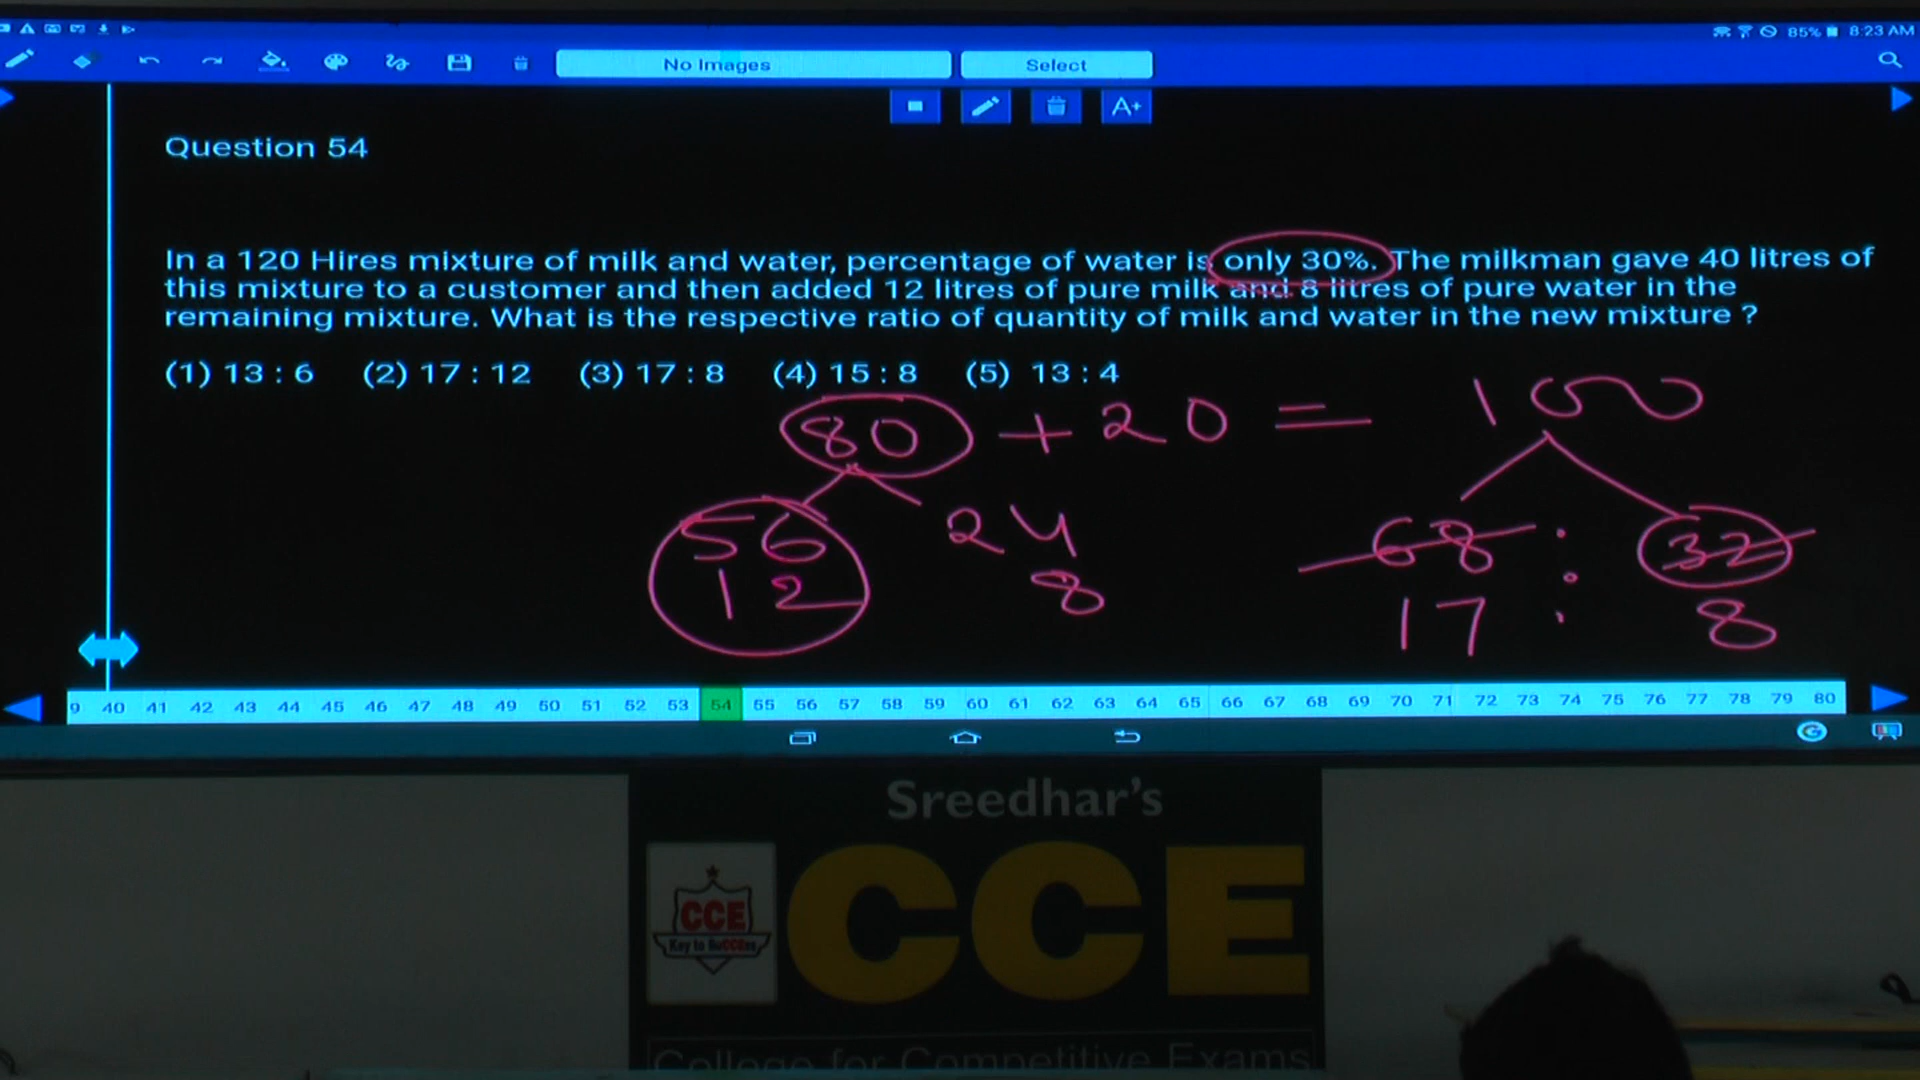 85% 8:23 AM
No Images Select
A+
Question 54
In a 120 Hires mixture of milk and water, percentage of water is only 30%. The milkman gave 40 litres of
this mixture to a customer and then added 12 litres of pure milk and 8 litres of pure water in the
remaining mixture. What is the respective ratio of quantity of milk and water in the new mixture ?
(1) 13 : 6 (2) 17 : 12 (3) 17 : 8 (4) 15 : 8 (5) 13 : 4
80 + 20 = 100
56 24 68 : 32
12 8 17 : 8
9 40 41 42 43 44 45 46 47 48 49 50 51 52 53 54 55 56 57 58 59 60 61 62 63 64 65 66 67 68 69 70 71 72 73 74 75 76 77 78 79 80
Sreedhar's
CCE
CCE
Key to SuCCEss
College for Competitive Exams